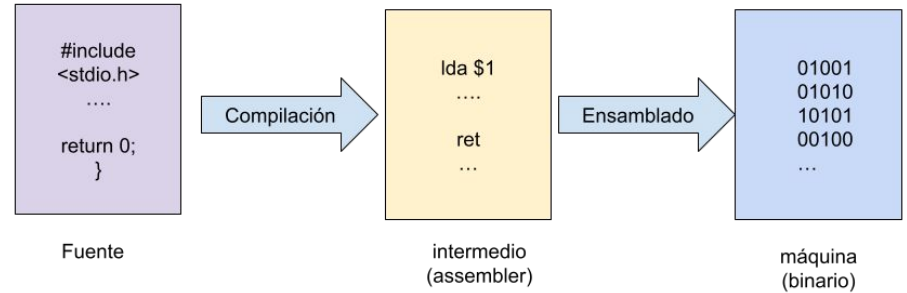 #include
<stdio.h>
….
return 0;
}
Compilación
lda $1
….
ret
…
Ensamblado
01001
01010
10101
00100
…
Fuente
intermedio
(assembler)
máquina
(binario)